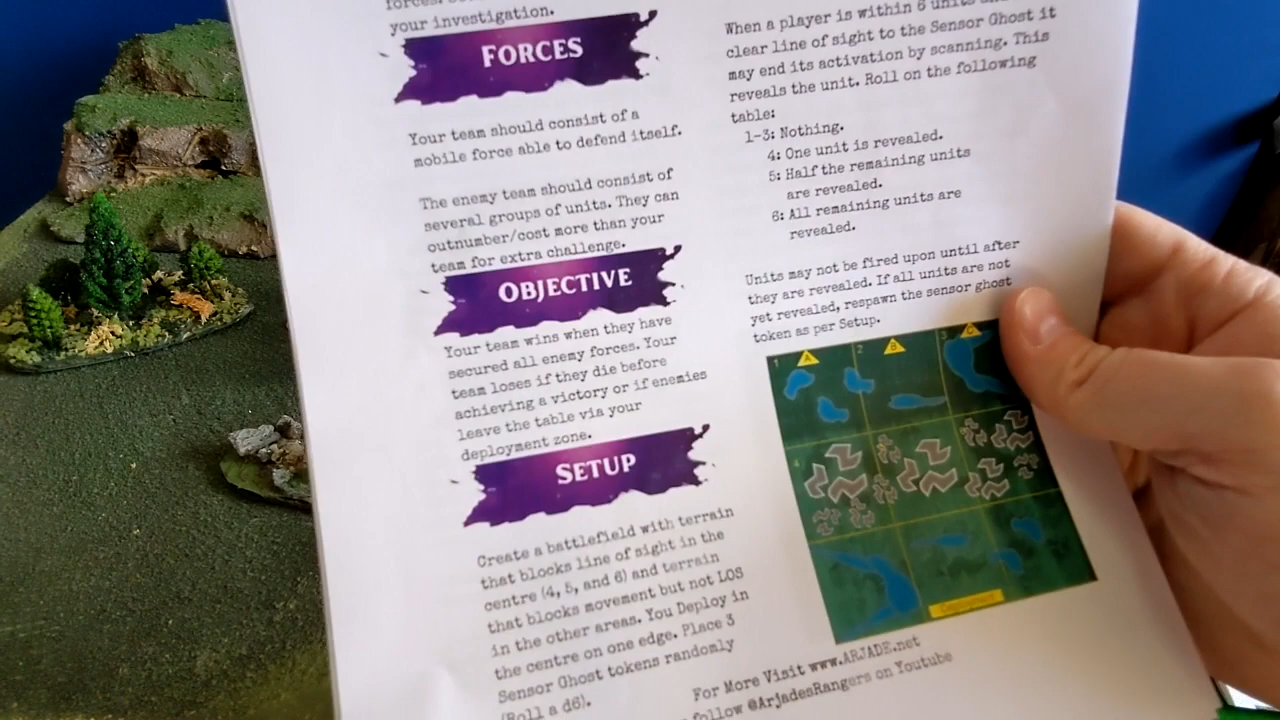 forces.
your investigation.
FORCES
Your team should consist of a
mobile force able to defend itself.
The enemy team should consist of
several groups of units. They can
outnumber/cost more than your
team for extra challenge.
OBJECTIVE
Your team wins when they have
secured all enemy forces. Your
team loses if they die before
achieving a victory or if enemies
leave the table via your
deployment zone.
SETUP
Create a battlefield with terrain
that blocks line of sight in the
centre (4, 5, and 6) and terrain
that blocks movement but not LOS
in the other areas. You Deploy in
the centre on one edge. Place 3
Sensor Ghost tokens randomly
(Roll a d6).
When a player is within 6 units
clear line of sight to the Sensor Ghost it
may end its activation by scanning. This
reveals the unit. Roll on the following
table:
1-3: Nothing.
4: One unit is revealed.
5: Half the remaining units
are revealed.
6: All remaining units are
revealed.
Units may not be fired upon until after
they are revealed. If all units are not
yet revealed, respawn the sensor ghost
token as per Setup.
1 A 2 B 3 C
4
Deployment
For More Visit www.ARJADE.net
follow @ArjadesRangers on Youtube